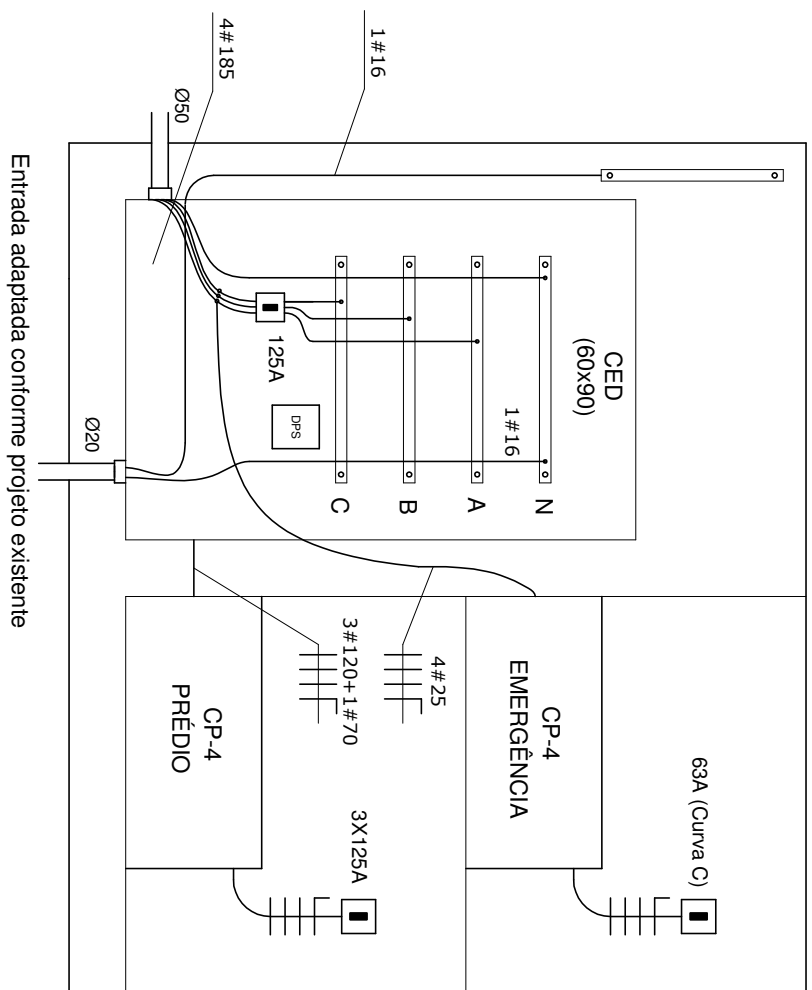 1#16
4#185
Ø50
CED
(60x90)
1#16
N
A
B
C
125A
DPS
Ø20
63A (Curva C)
CP-4
EMERGÊNCIA
4#25
3#120+1#70
3X125A
CP-4
PRÉDIO
Entrada adaptada conforme projeto existente